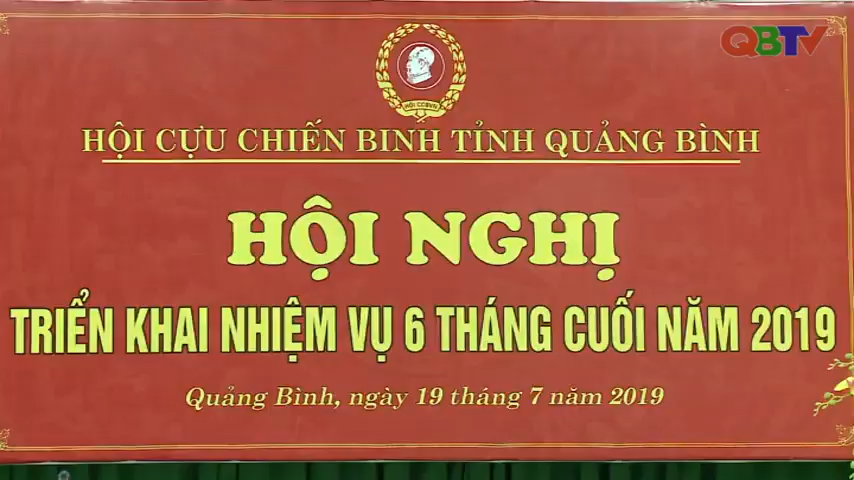 QBTV
HỘI CCBVN
HỘI CỰU CHIẾN BINH TỈNH QUẢNG BÌNH
HỘI NGHỊ
TRIỂN KHAI NHIỆM VỤ 6 THÁNG CUỐI NĂM 2019
Quảng Bình, ngày 19 tháng 7 năm 2019